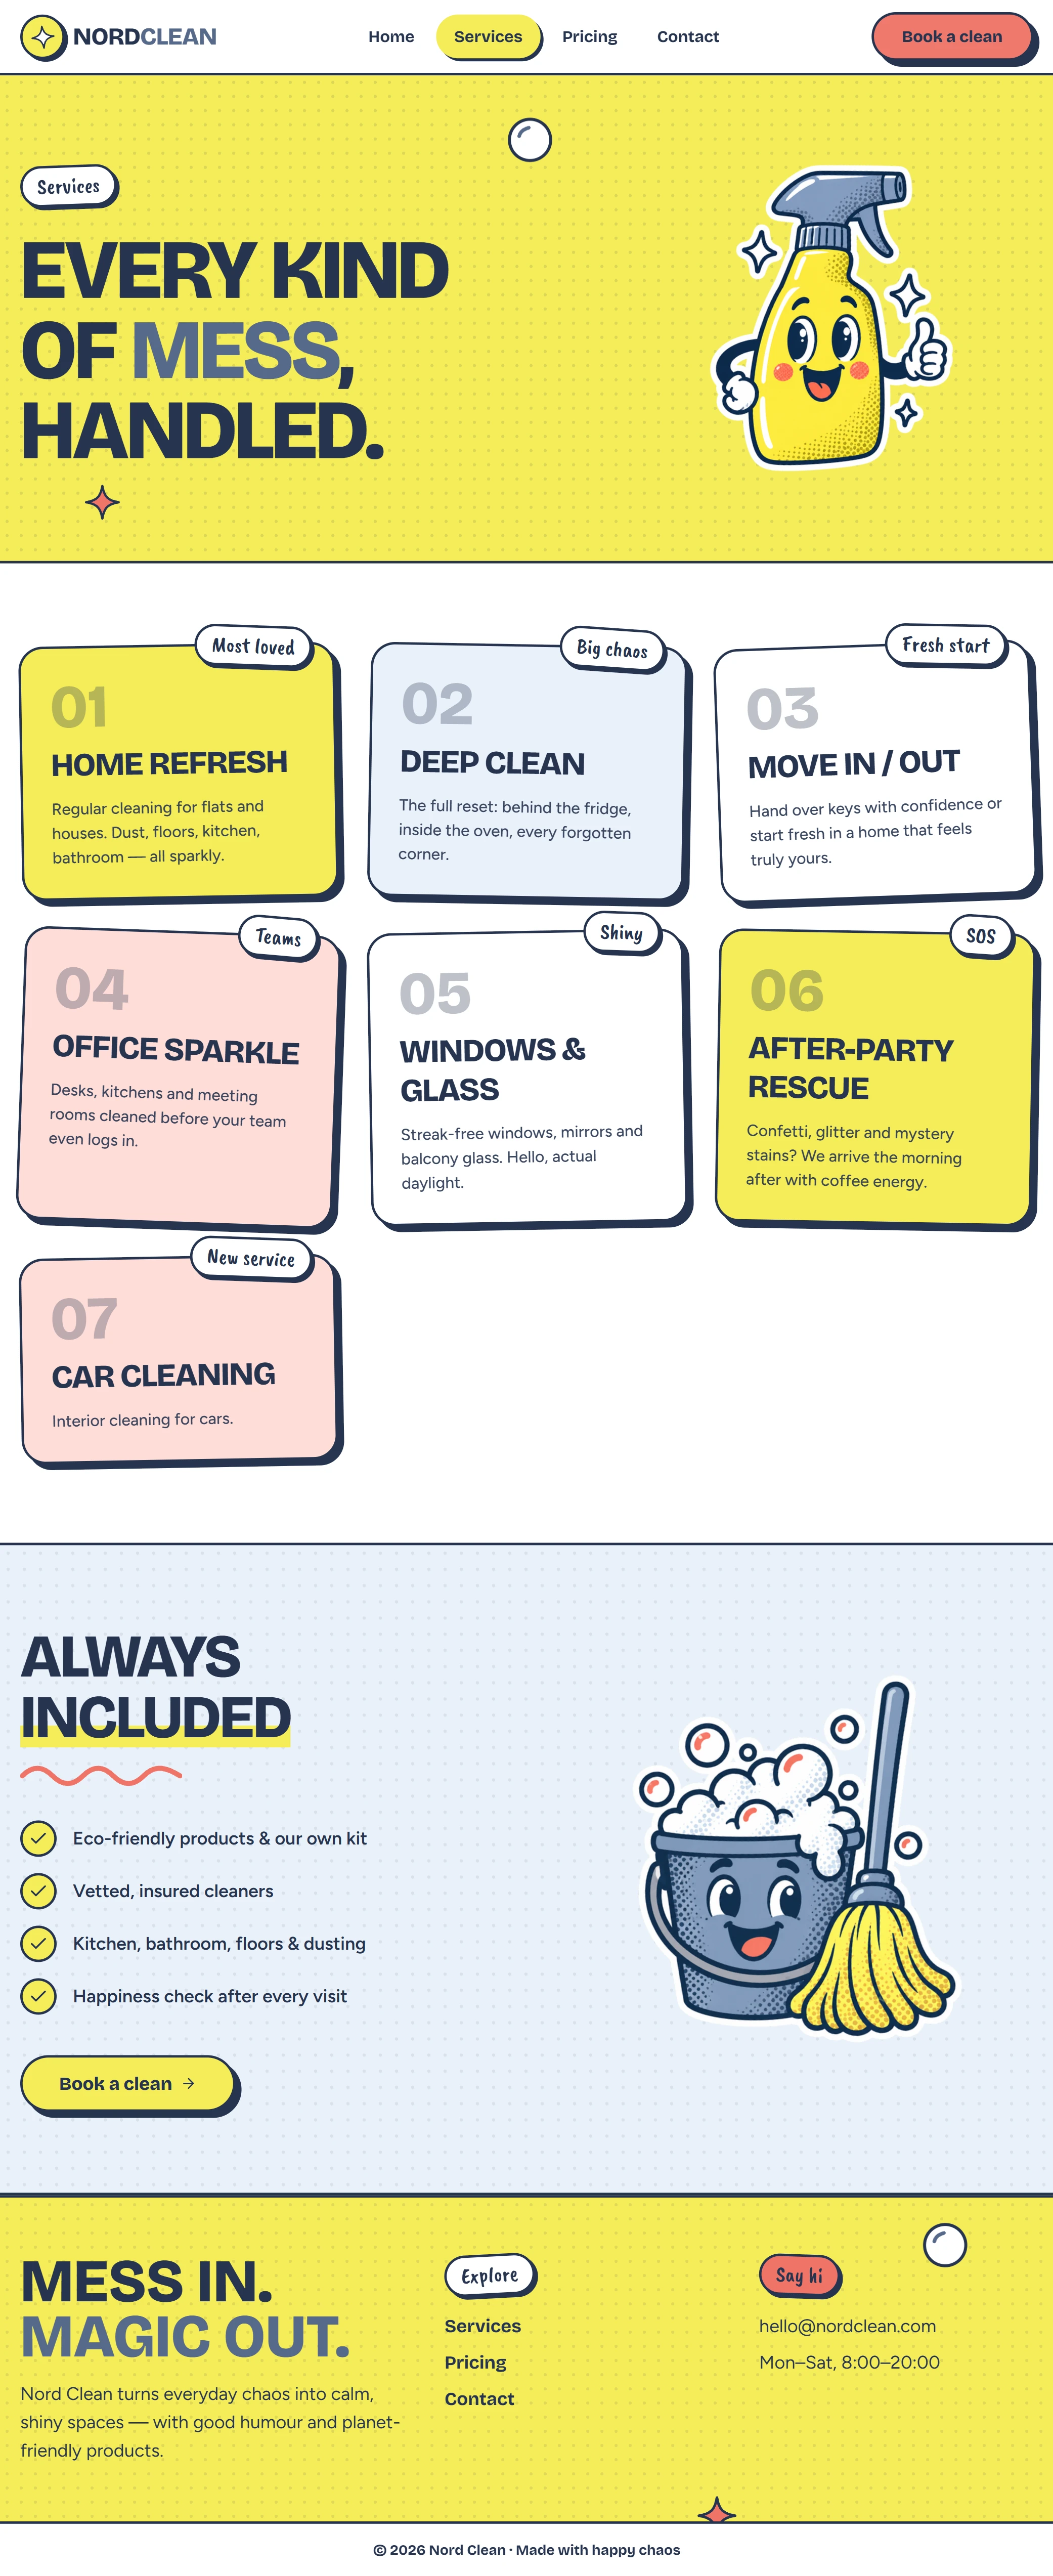 NORDCLEAN
Home
Services
Pricing
Contact
Book a clean
Services
EVERY KIND
OF MESS,
HANDLED.
Most loved
01
HOME REFRESH
Regular cleaning for flats and
houses. Dust, floors, kitchen,
bathroom — all sparkly.
Big chaos
02
DEEP CLEAN
The full reset: behind the fridge,
inside the oven, every forgotten
corner.
Fresh start
03
MOVE IN / OUT
Hand over keys with confidence or
start fresh in a home that feels
truly yours.
Teams
04
OFFICE SPARKLE
Desks, kitchens and meeting
rooms cleaned before your team
even logs in.
Shiny
05
WINDOWS &
GLASS
Streak-free windows, mirrors and
balcony glass. Hello, actual
daylight.
SOS
06
AFTER-PARTY
RESCUE
Confetti, glitter and mystery
stains? We arrive the morning
after with coffee energy.
New service
07
CAR CLEANING
Interior cleaning for cars.
ALWAYS
INCLUDED
Eco-friendly products & our own kit
Vetted, insured cleaners
Kitchen, bathroom, floors & dusting
Happiness check after every visit
Book a clean →
MESS IN.
MAGIC OUT.
Nord Clean turns everyday chaos into calm,
shiny spaces — with good humour and planet-
friendly products.
Explore
Services
Pricing
Contact
Say hi
hello@nordclean.com
Mon–Sat, 8:00–20:00
© 2026 Nord Clean · Made with happy chaos